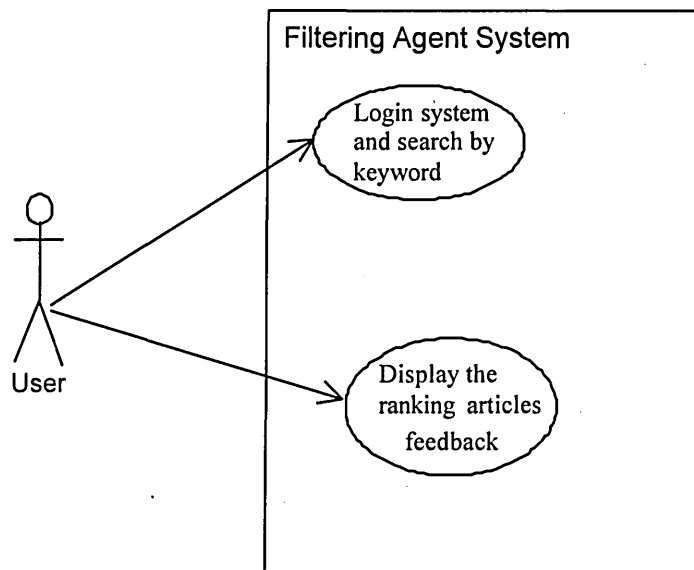 Filtering Agent System
Login system
and search by
keyword
User
Display the
ranking articles
feedback